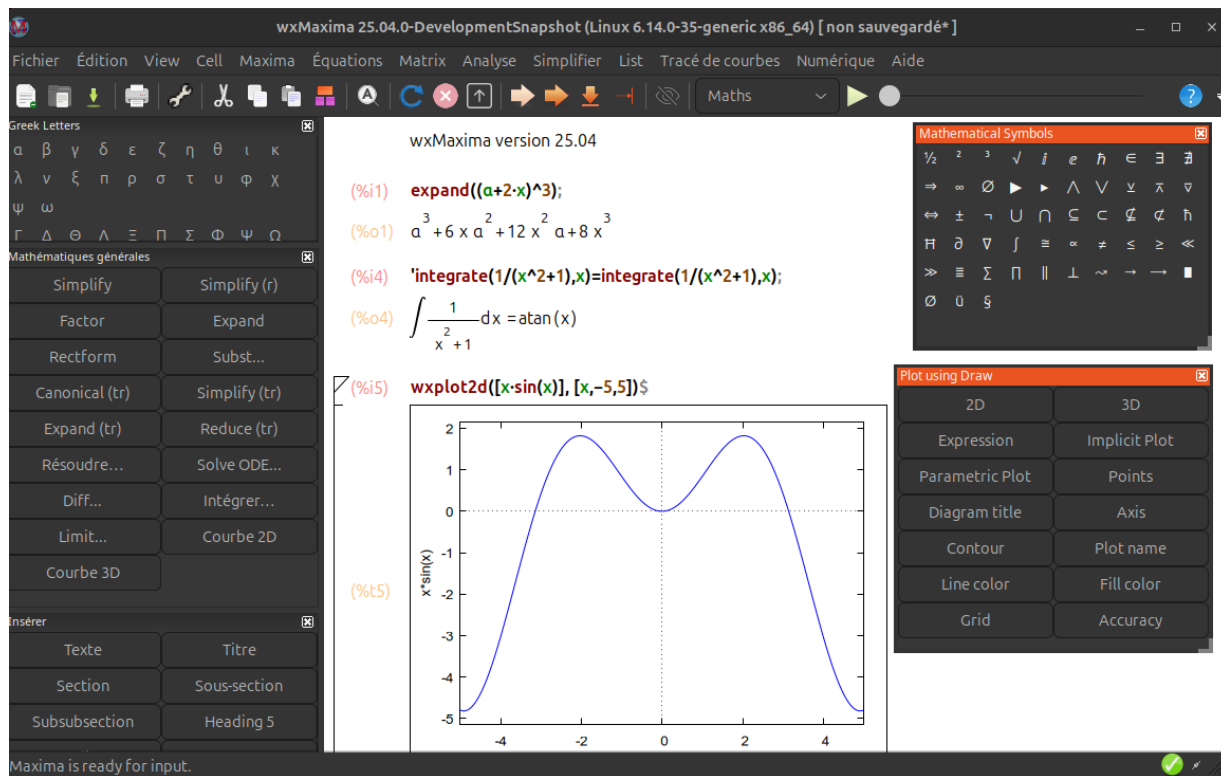 wxMaxima 25.04.0-DevelopmentSnapshot (Linux 6.14.0-35-generic x86_64) [ non sauvegardé* ]
Fichier Édition View Cell Maxima Équations Matrix Analyse Simplifier List Tracé de courbes Numérique Aide
Maths
Greek Letters
α β γ δ ε ζ η θ ι κ
λ ν ξ π ρ σ τ υ φ χ
ψ ω
Γ Δ Θ Λ Ξ Π Σ Φ Ψ Ω
Mathématiques générales
Simplify Simplify (r)
Factor Expand
Rectform Subst...
Canonical (tr) Simplify (tr)
Expand (tr) Reduce (tr)
Résoudre... Solve ODE...
Diff... Intégrer...
Limit... Courbe 2D
Courbe 3D
Insérer
Texte Titre
Section Sous-section
Subsubsection Heading 5
wxMaxima version 25.04
(%i1) expand((a+2·x)^3);
(%o1) a³+6 x a²+12 x² a+8 x³
(%i4) 'integrate(1/(x^2+1),x)=integrate(1/(x^2+1),x);
(%o4) ∫ 1/(x²+1) dx =atan(x)
(%i5) wxplot2d([x·sin(x)], [x,−5,5])$
(%t5)
x*sin(x)
2
1
0
-1
-2
-3
-4
-5
-4 -2 0 2 4
Mathematical Symbols
½ ² ³ √ ⅈ ⅇ ℏ ∈ ∃ ∄
⇒ ∞ ∅ ▶ ▸ ⋀ ⋁ ⊻ ⊼ ⊽
⇔ ± ¬ ⋃ ⋂ ⊆ ⊂ ⊈ ⊄ ħ
Ħ ∂ ∇ ∫ ≅ ∝ ≠ ≤ ≥ ≪
≫ ≣ ∑ ∏ ∥ ⊥ ⇝ → ⟶ ∎
Ø ü §
Plot using Draw
2D 3D
Expression Implicit Plot
Parametric Plot Points
Diagram title Axis
Contour Plot name
Line color Fill color
Grid Accuracy
Maxima is ready for input.